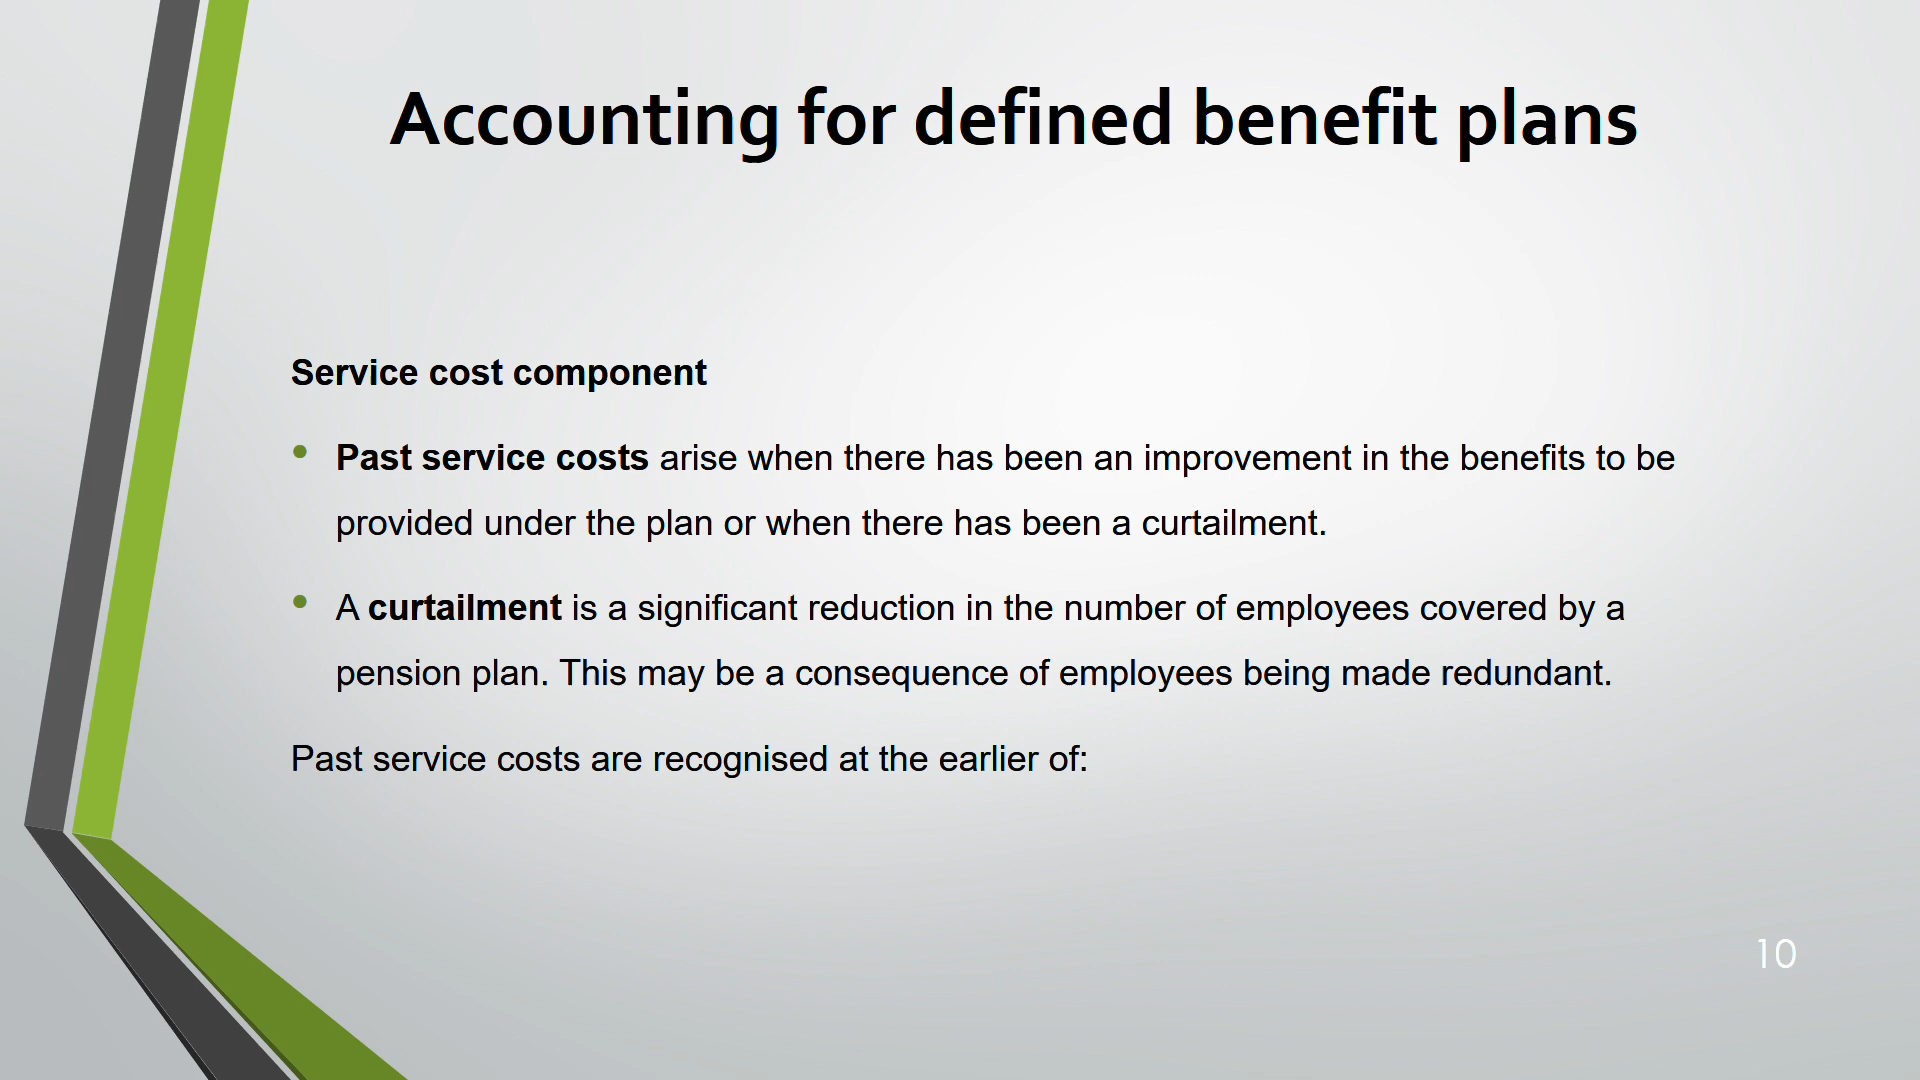 Accounting for defined benefit plans
Service cost component
• Past service costs arise when there has been an improvement in the benefits to be
provided under the plan or when there has been a curtailment.
• A curtailment is a significant reduction in the number of employees covered by a
pension plan. This may be a consequence of employees being made redundant.
Past service costs are recognised at the earlier of:
10